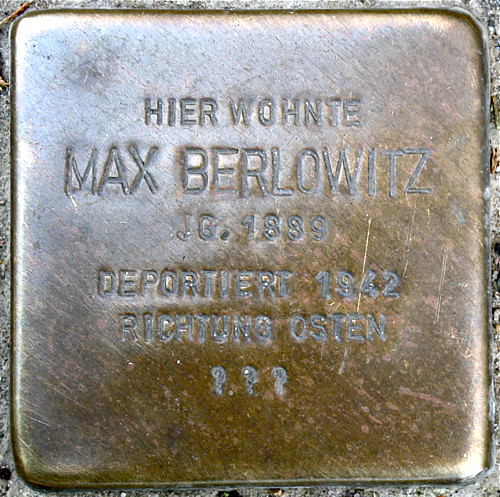 HIER WOHNTE
MAX BERLOWITZ
JG. 1889
DEPORTIERT 1942
RICHTUNG OSTEN
? ? ?